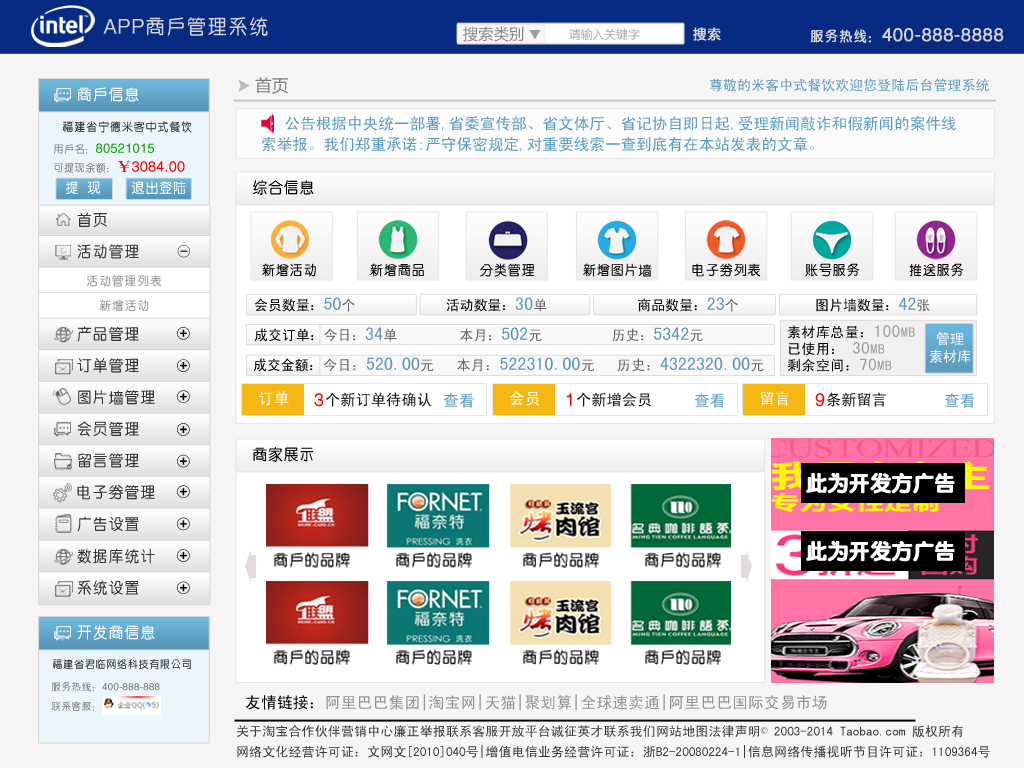 intel APP商戶管理系统
搜索类别▼ 请输入关键字 搜索
服务热线: 400-888-8888
商戶信息
福建省宁德米客中式餐饮
用戶名: 80521015
可提现余额: ¥3084.00
提 现 退出登陆
首页
活动管理
活动管理列表
新增活动
产品管理
订单管理
图片墙管理
会员管理
留言管理
电子劵管理
广告设置
数据库统计
系统设置
开发商信息
福建省君临网络科技有限公司
服务热线: 400-888-888
联系客服: 企业QQ
首页
尊敬的米客中式餐饮欢迎您登陆后台管理系统
公告根据中央统一部署,省委宣传部、省文体厅、省记协自即日起,受理新闻敲诈和假新闻的案件线
索举报。我们郑重承诺:严守保密规定,对重要线索一查到底有在本站发表的文章。
综合信息
新增活动 新增商品 分类管理 新增图片墙 电子劵列表 账号服务 推送服务
会员数量: 50个 活动数量: 30单 商品数量: 23个 图片墙数量: 42张
成交订单: 今日: 34单 本月: 502元 历史: 5342元
成交金额: 今日: 520.00元 本月: 522310.00元 历史: 4322320.00元
素材库总量: 100MB
已使用: 30MB
剩余空间: 70MB
管理
素材库
订单 3个新订单待确认 查看 会员 1个新增会员 查看 留言 9条新留言 查看
商家展示
1啡盟 MORE-CARE.CN
FORNET 福奈特 PRESSING 洗衣
玉流宫 烤肉馆
名典咖啡語茶 MING TIEN COFFEE LANGUAGE
商戶的品牌 商戶的品牌 商戶的品牌 商戶的品牌
FORNET 福奈特 PRESSING 洗衣
玉流宫 烤肉馆
名典咖啡語茶 MING TIEN COFFEE LANGUAGE
商戶的品牌 商戶的品牌 商戶的品牌 商戶的品牌
CUSTOMIZED
此为开发方广告
专为女性定制
此为开发方广告
友情链接: 阿里巴巴集团|淘宝网|天猫|聚划算|全球速卖通|阿里巴巴国际交易市场
关于淘宝合作伙伴营销中心廉正举报联系客服开放平台诚征英才联系我们网站地图法律声明© 2003-2014 Taobao.com 版权所有
网络文化经营许可证: 文网文[2010]040号|增值电信业务经营许可证: 浙B2-20080224-1|信息网络传播视听节目许可证: 1109364号